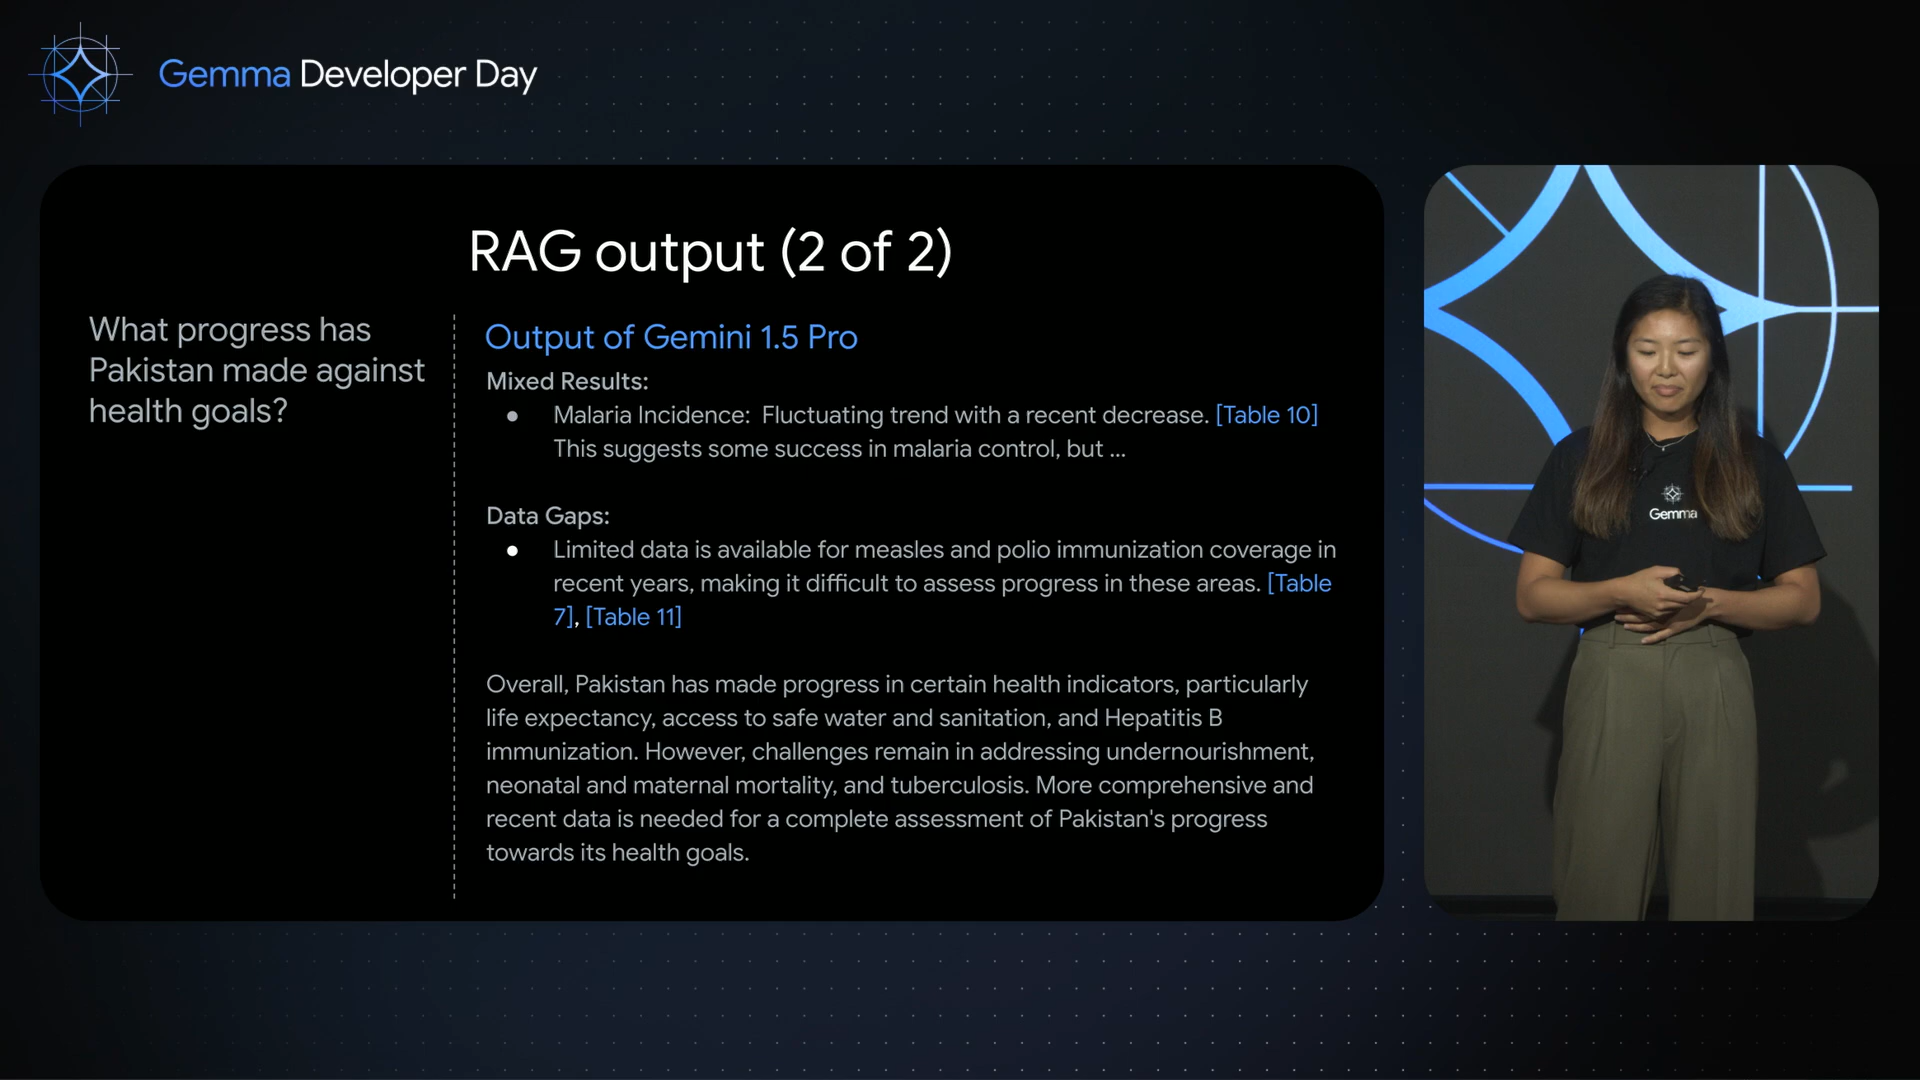 Gemma Developer Day
RAG output (2 of 2)
What progress has
Pakistan made against
health goals?
Output of Gemini 1.5 Pro
Mixed Results:
● Malaria Incidence: Fluctuating trend with a recent decrease. [Table 10]
This suggests some success in malaria control, but ...
Data Gaps:
● Limited data is available for measles and polio immunization coverage in
recent years, making it difficult to assess progress in these areas. [Table
7], [Table 11]
Overall, Pakistan has made progress in certain health indicators, particularly
life expectancy, access to safe water and sanitation, and Hepatitis B
immunization. However, challenges remain in addressing undernourishment,
neonatal and maternal mortality, and tuberculosis. More comprehensive and
recent data is needed for a complete assessment of Pakistan's progress
towards its health goals.
Gemma